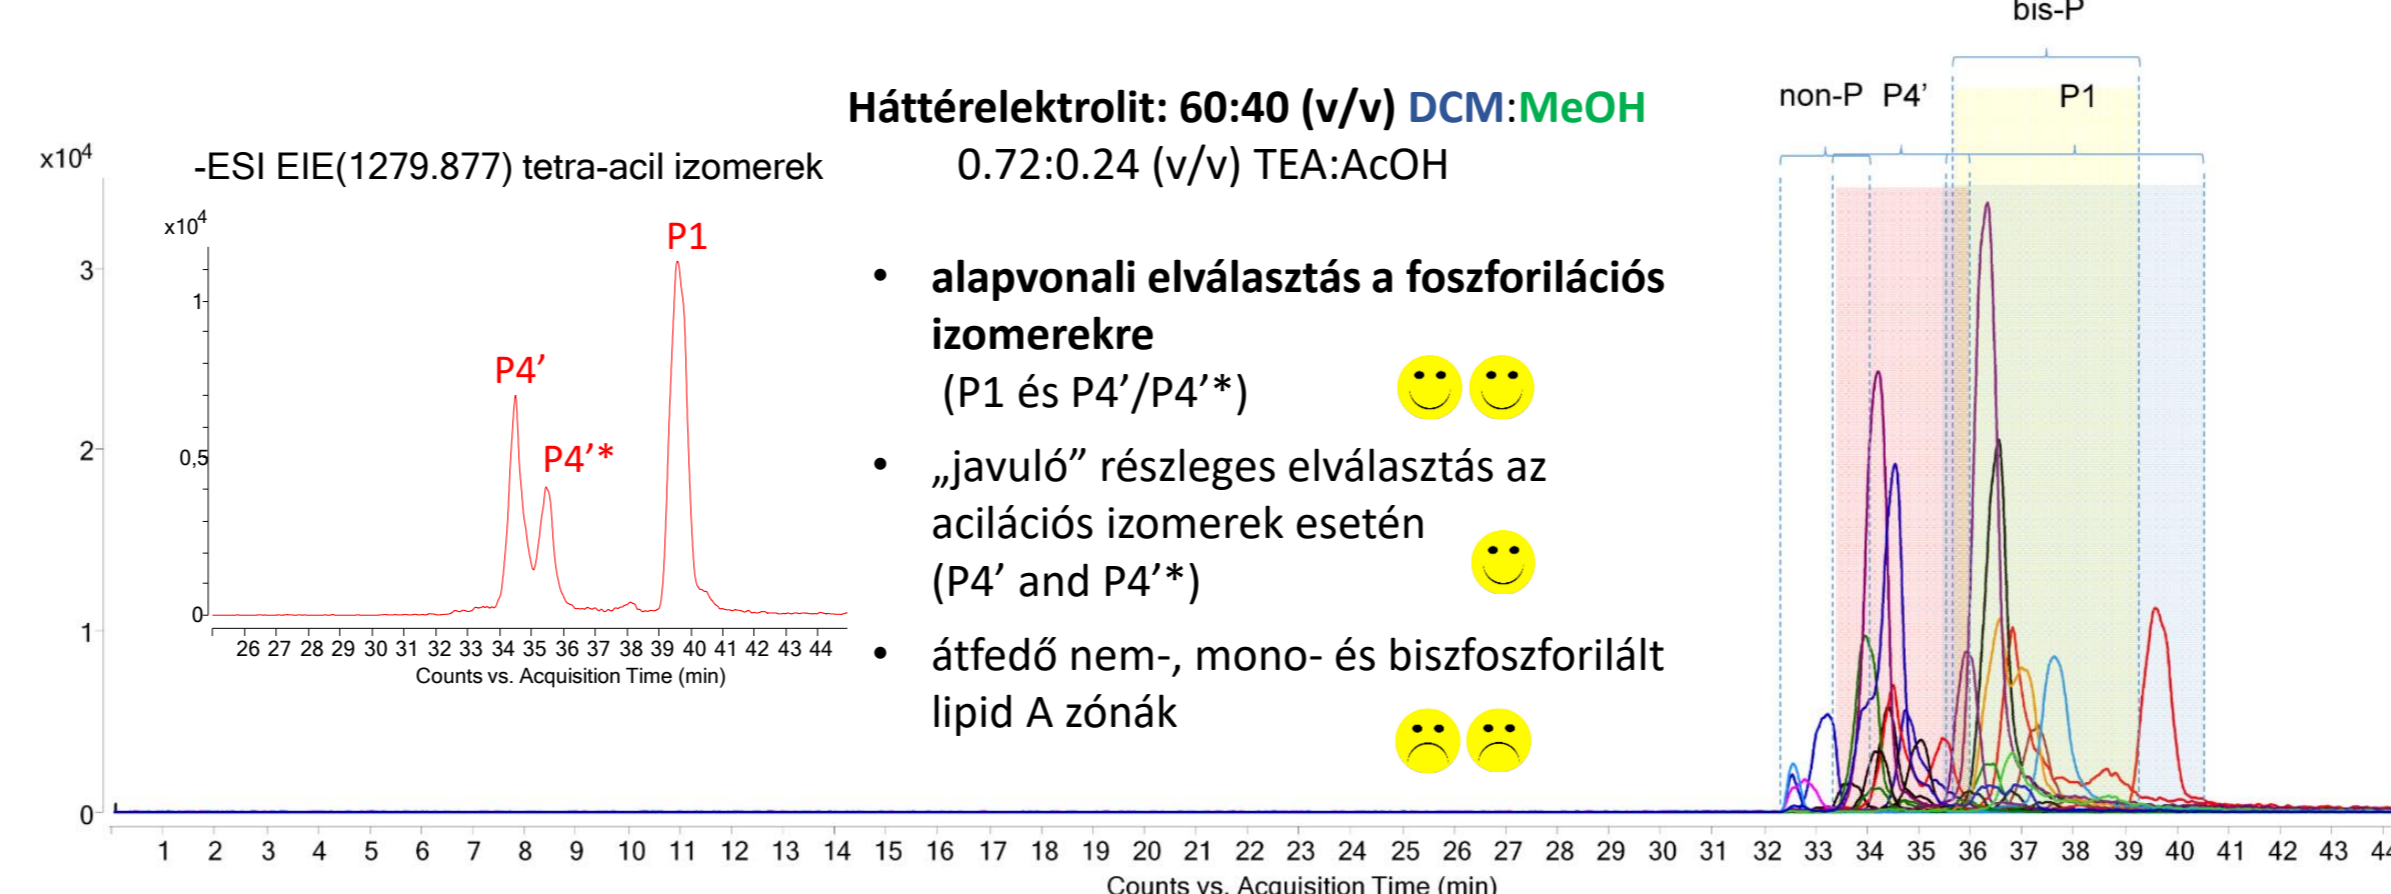 bis-P
non-P P4’ P1
Háttérelektrolit: 60:40 (v/v) DCM:MeOH
0.72:0.24 (v/v) TEA:AcOH
x10⁴
-ESI EIE(1279.877) tetra-acil izomerek
x10⁴
P1
P4’
P4’*
1
0,5
0
26 27 28 29 30 31 32 33 34 35 36 37 38 39 40 41 42 43 44
Counts vs. Acquisition Time (min)
• alapvonali elválasztás a foszforilációs
izomerekre
(P1 és P4’/P4’*)
• „javuló” részleges elválasztás az
acilációs izomerek esetén
(P4’ and P4’*)
• átfedő nem-, mono- és biszfoszforilált
lipid A zónák
3
2
1
0
1 2 3 4 5 6 7 8 9 10 11 12 13 14 15 16 17 18 19 20 21 22 23 24 25 26 27 28 29 30 31 32 33 34 35 36 37 38 39 40 41 42 43 44
Counts vs. Acquisition Time (min)